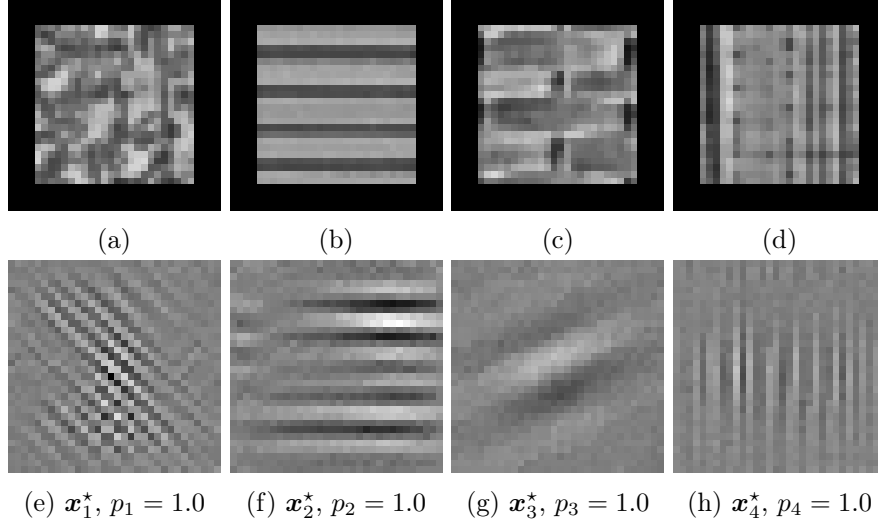 (a) (b) (c) (d)
(e) x₁⋆, p₁ = 1.0 (f) x₂⋆, p₂ = 1.0 (g) x₃⋆, p₃ = 1.0 (h) x₄⋆, p₄ = 1.0